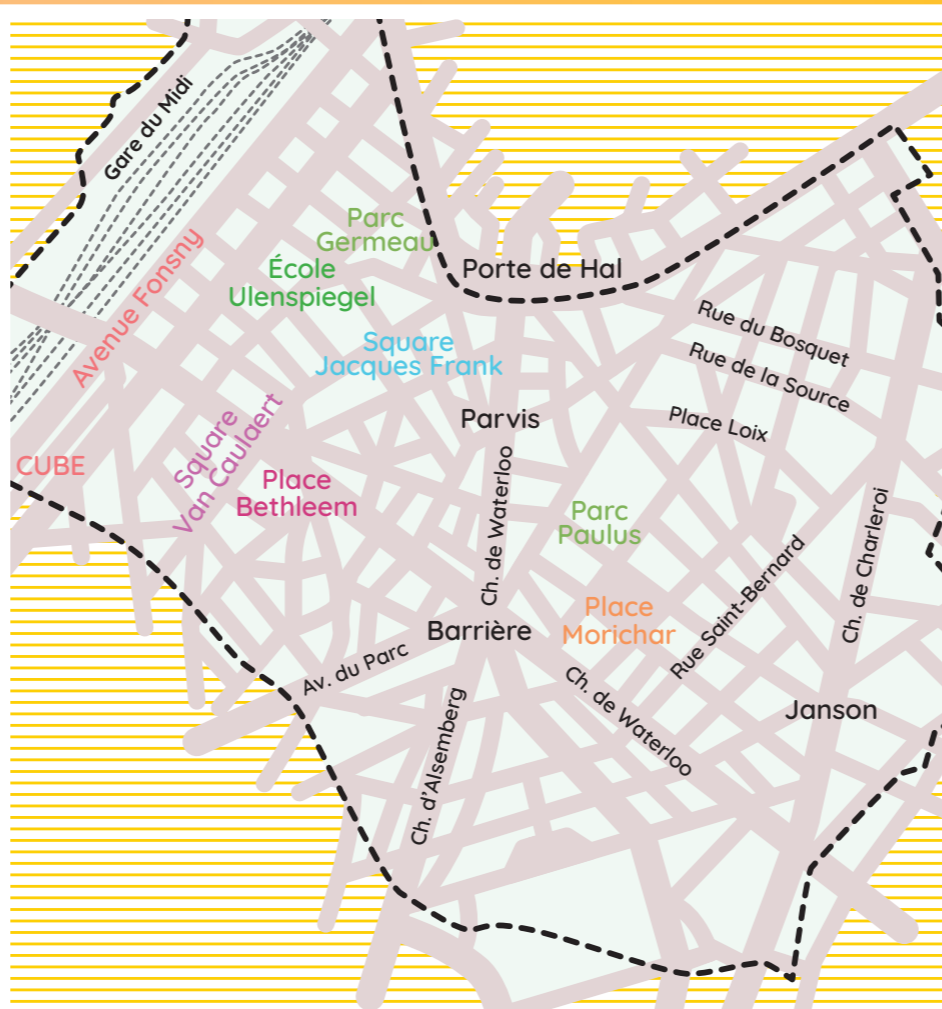 Gare du Midi
Parc
Germeau
Avenue Fonsny
École
Ulenspiegel
Porte de Hal
Rue du Bosquet
Square
Jacques Frank
Rue de la Source
Parvis
Place Loix
Square
Van Caulaert
CUBE
Place
Bethleem
Ch. de Waterloo
Parc
Paulus
Ch. de Charleroi
Rue Saint-Bernard
Place
Morichar
Barrière
Av. du Parc
Ch. de Waterloo
Ch. d'Alsemberg
Janson